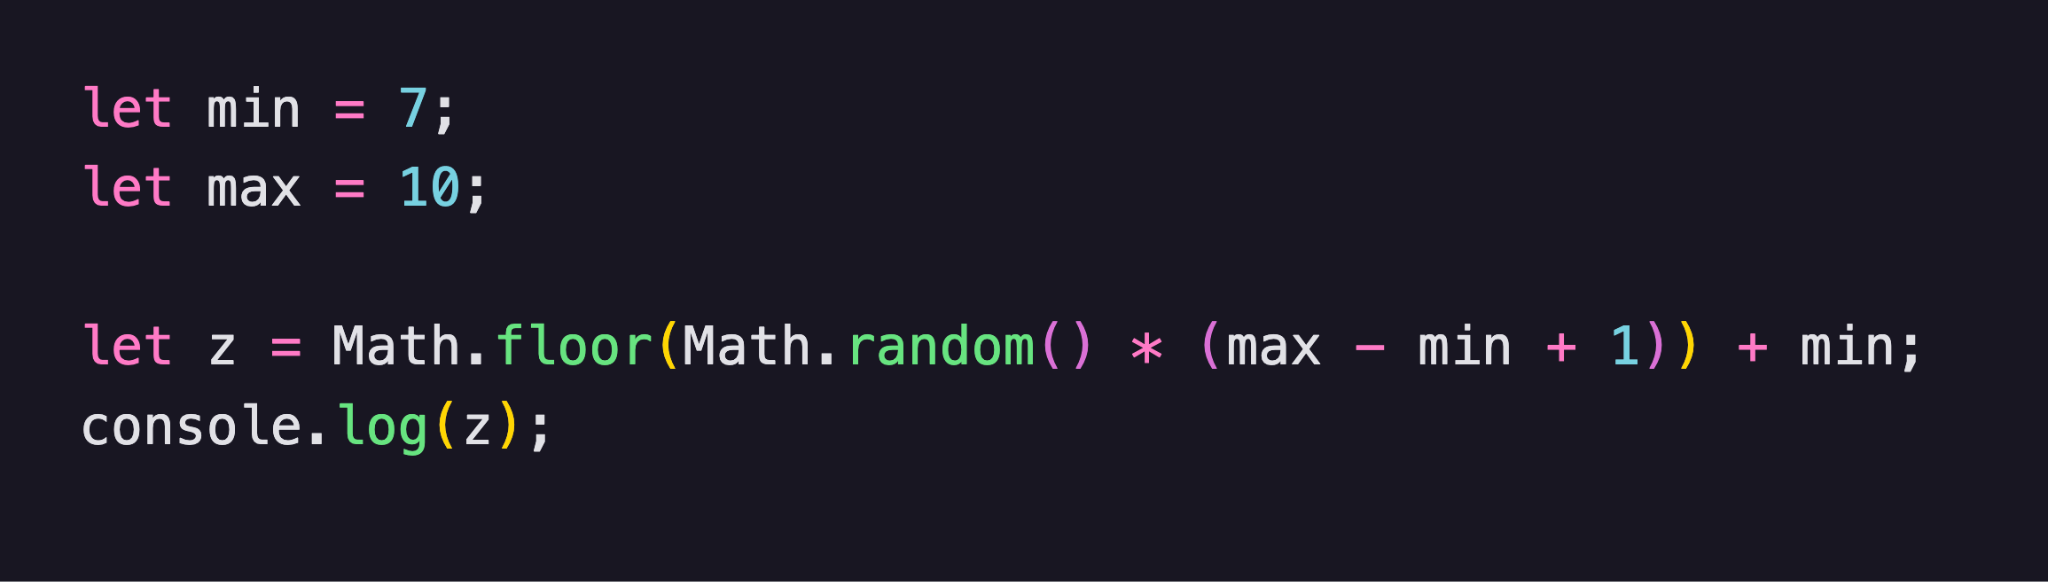 let min = 7;
let max = 10;
let z = Math.floor(Math.random() * (max - min + 1)) + min;
console.log(z);